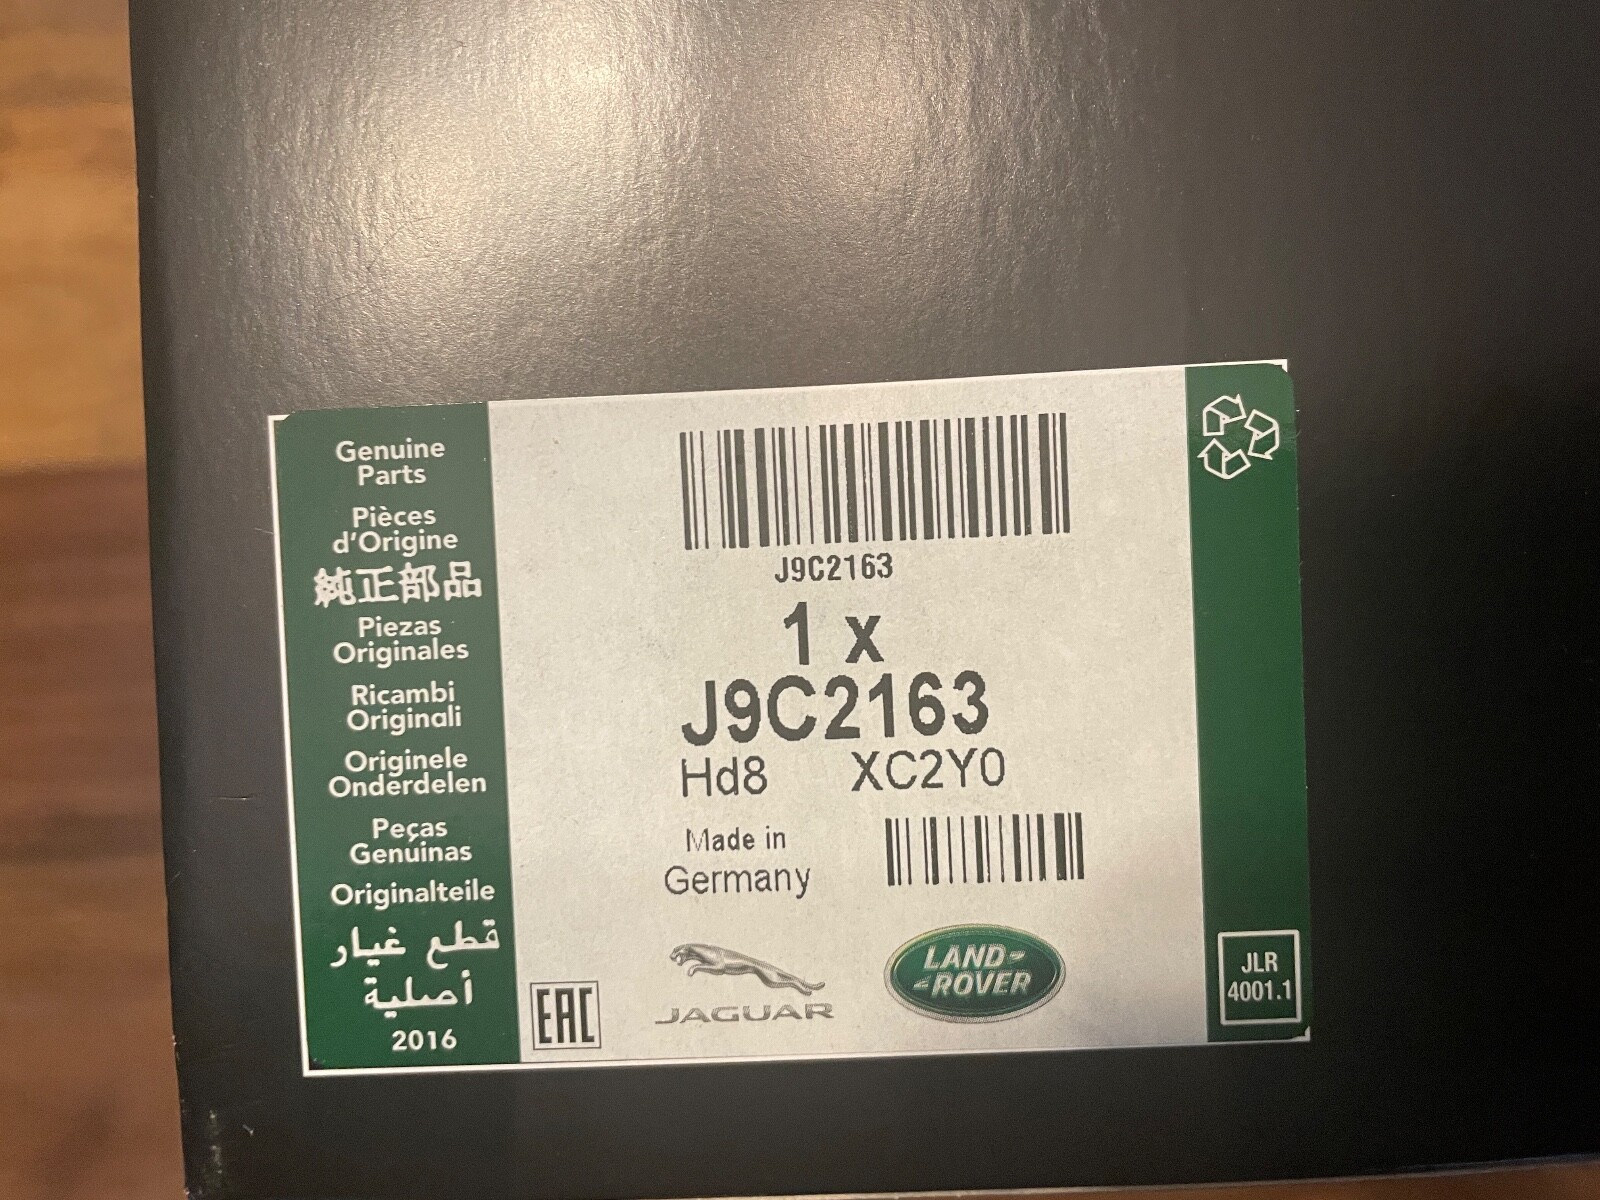 Genuine
Parts
Pièces
d'Origine
純正部品
Piezas
Originales
Ricambi
Originali
Originele
Onderdelen
Peças
Genuínas
Originalteile
قطع غيار
أصلية
2016
J9C2163
1 x
J9C2163
Hd8 XC2Y0
Made in
Germany
EAC
JAGUAR
LAND-
-ROVER
JLR
4001.1